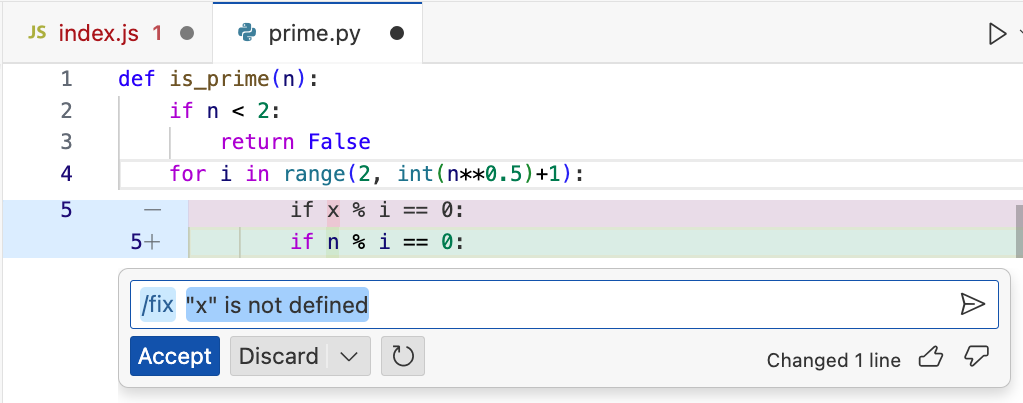 JS index.js 1 ● prime.py ●
1 def is_prime(n):
2     if n < 2:
3         return False
4     for i in range(2, int(n**0.5)+1):
5 —         if x % i == 0:
5+         if n % i == 0:
/fix "x" is not defined
Accept Discard Changed 1 line